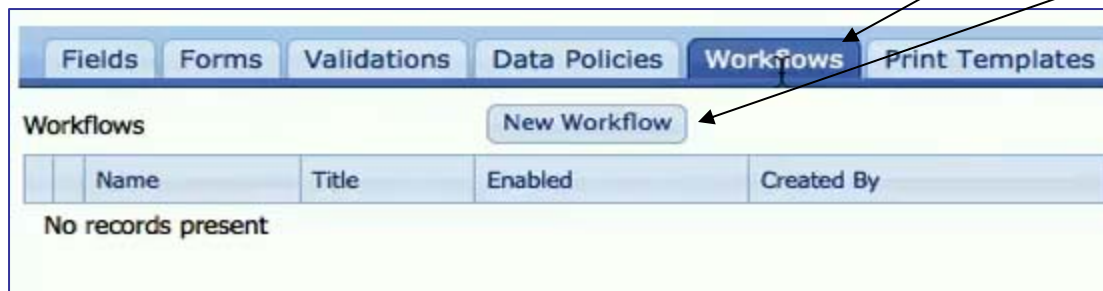 Fields Forms Validations Data Policies Workflows Print Templates
Workflows New Workflow
Name Title Enabled Created By
No records present